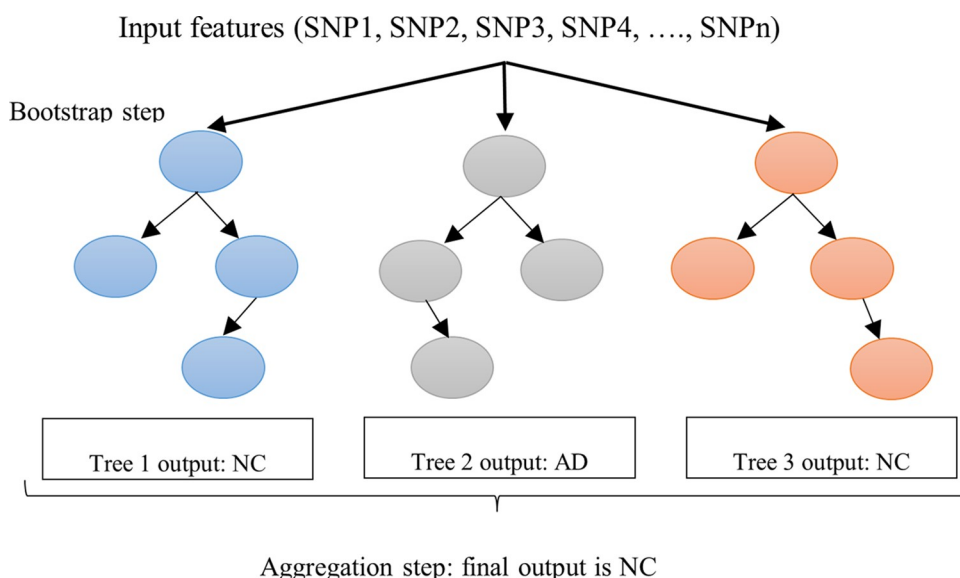 Input features (SNP1, SNP2, SNP3, SNP4, …., SNPn)
Bootstrap step
Tree 1 output: NC
Tree 2 output: AD
Tree 3 output: NC
Aggregation step: final output is NC